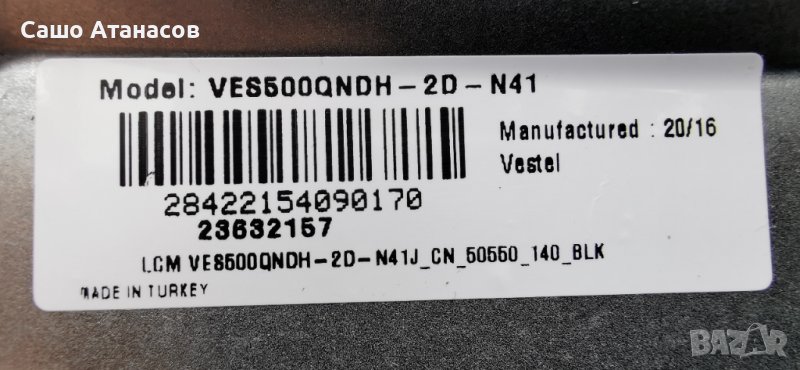 Сашо Атанасов
Model: VES500QNDH-2D-N41
Manufactured : 20/16
Vestel
28422154090170
23632157
LCM VES500QNDH-2D-N41J_CN_50550_140_BLK
MADE IN TURKEY
BAZAR